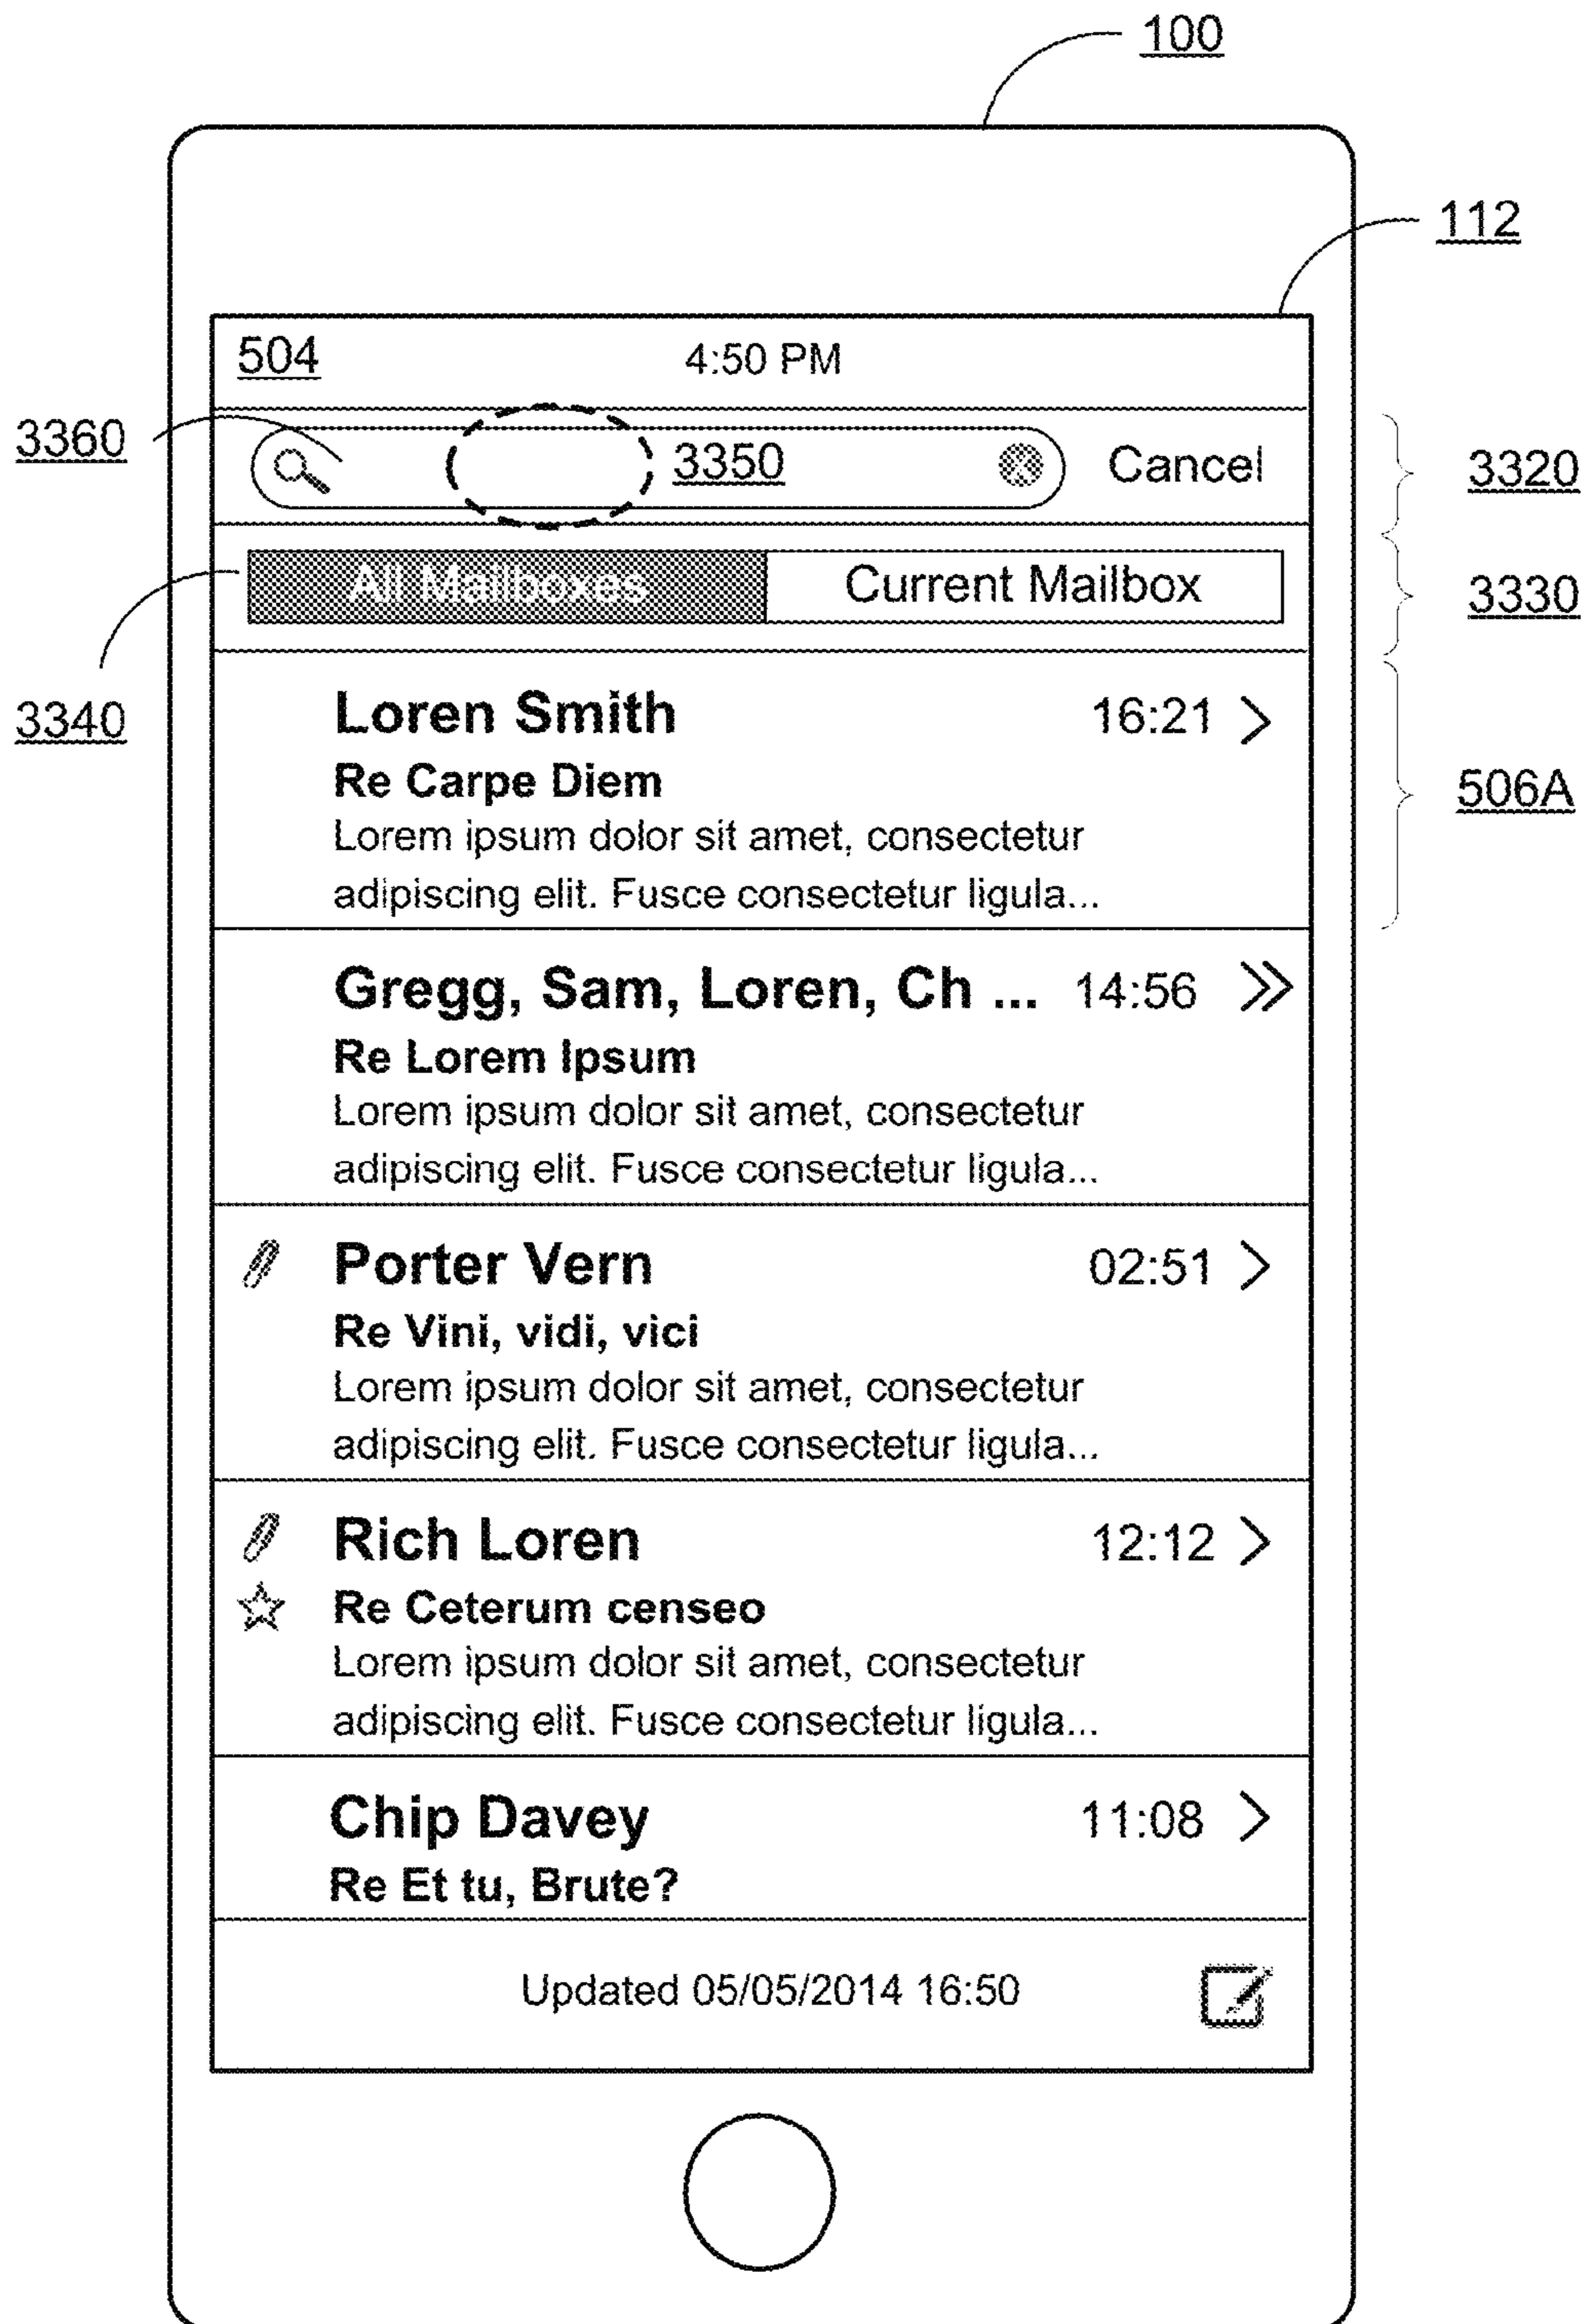 100
112
504 4:50 PM
3360 3350 x Cancel 3320
All Mailboxes Current Mailbox 3330
3340
Loren Smith 16:21
Re Carpe Diem 506A
Lorem ipsum dolor sit amet, consectetur
adipiscing elit. Fusce consectetur ligula...
Gregg, Sam, Loren, Ch ... 14:56
Re Lorem Ipsum
Lorem ipsum dolor sit amet, consectetur
adipiscing elit. Fusce consectetur ligula...
Porter Vern 02:51
Re Vini, vidi, vici
Lorem ipsum dolor sit amet, consectetur
adipiscing elit. Fusce consectetur ligula...
Rich Loren 12:12
Re Ceterum censeo
Lorem ipsum dolor sit amet, consectetur
adipiscing elit. Fusce consectetur ligula...
Chip Davey 11:08
Re Et tu, Brute?
Updated 05/05/2014 16:50